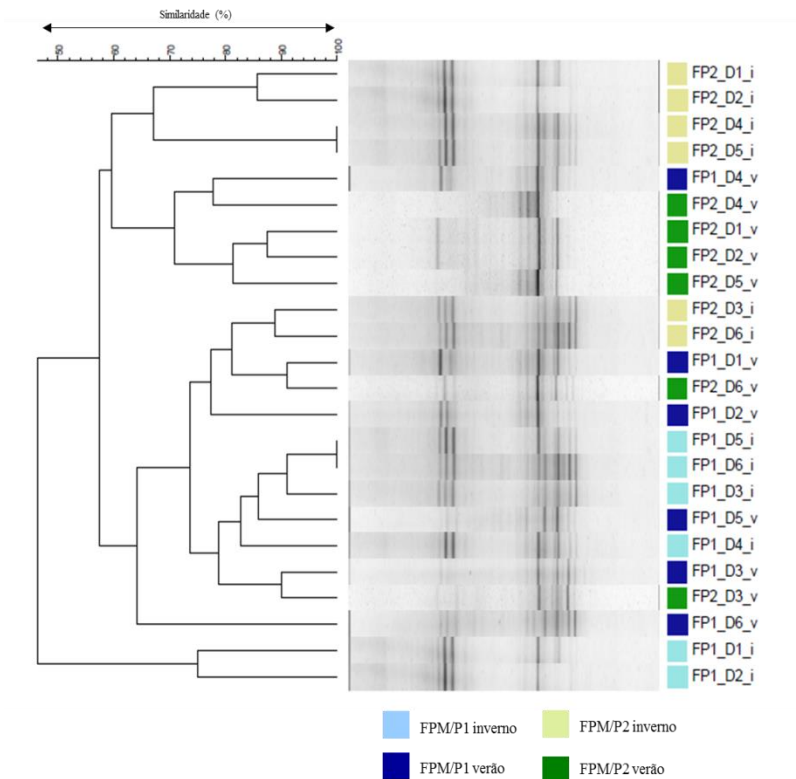 Similaridade (%)
50 60 70 80 90 100
FP2_D1_i
FP2_D2_i
FP2_D4_i
FP2_D5_i
FP1_D4_v
FP2_D4_v
FP2_D1_v
FP2_D2_v
FP2_D5_v
FP2_D3_i
FP2_D6_i
FP1_D1_v
FP2_D6_v
FP1_D2_v
FP1_D5_i
FP1_D6_i
FP1_D3_i
FP1_D5_v
FP1_D4_i
FP1_D3_v
FP2_D3_v
FP1_D6_v
FP1_D1_i
FP1_D2_i
FPM/P1 inverno FPM/P2 inverno
FPM/P1 verão FPM/P2 verão